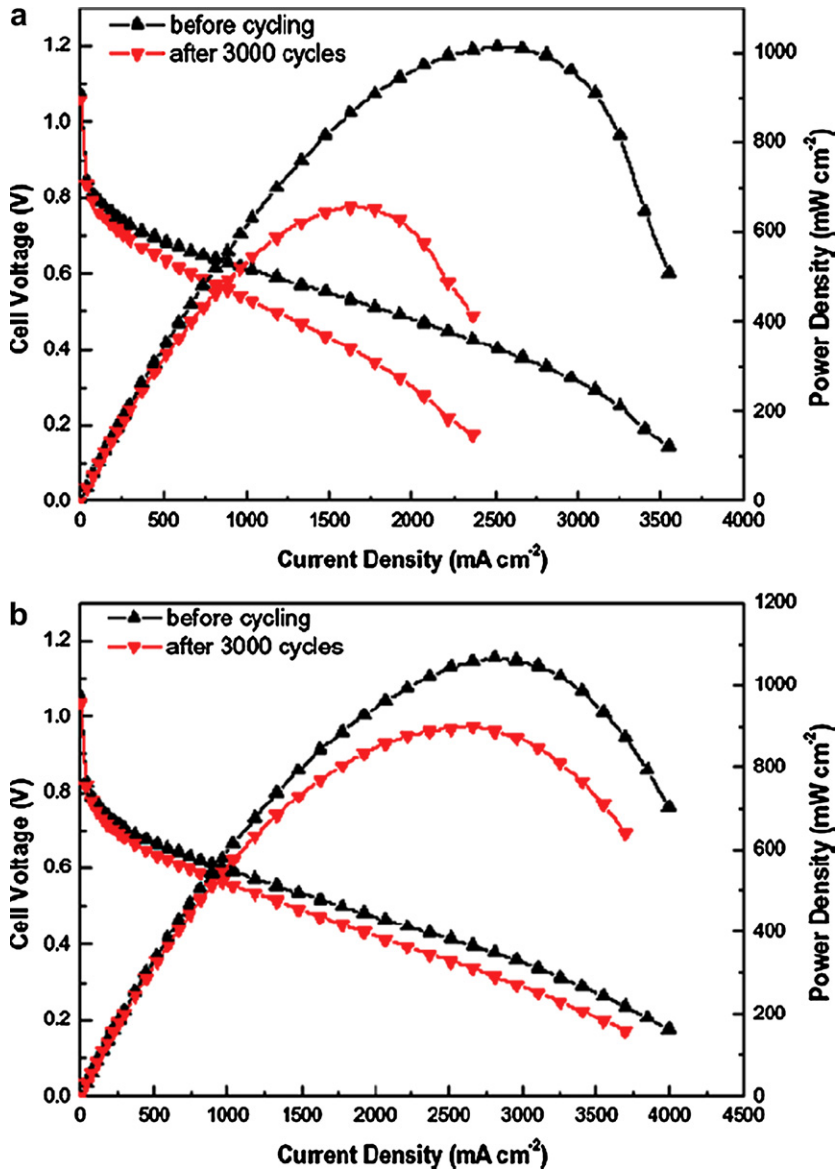 a
before cycling
after 3000 cycles
1.2
1.0
0.8
0.6
0.4
0.2
0.0
Cell Voltage (V)
1000
800
600
400
200
0
Power Density (mW cm-2)
0 500 1000 1500 2000 2500 3000 3500 4000
Current Density (mA cm-2)
b
before cycling
after 3000 cycles
1.2
1.0
0.8
0.6
0.4
0.2
0.0
Cell Voltage (V)
1200
1000
800
600
400
200
0
Power Density (mW cm-2)
0 500 1000 1500 2000 2500 3000 3500 4000 4500
Current Density (mA cm-2)